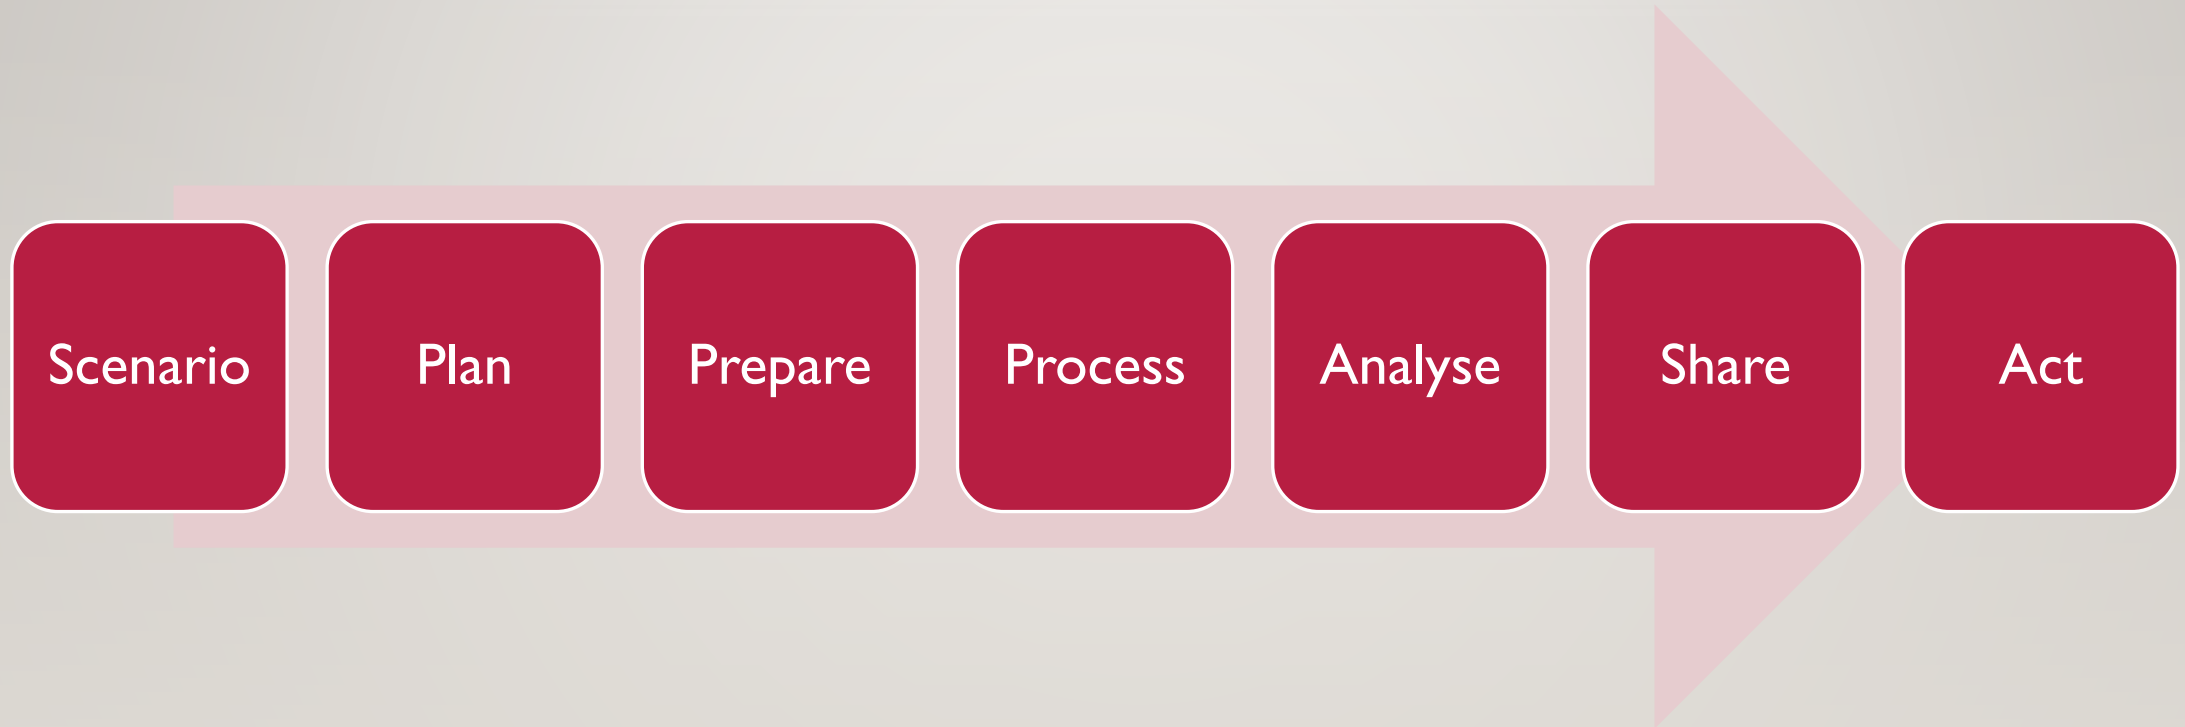 Scenario
Plan
Prepare
Process
Analyse
Share
Act